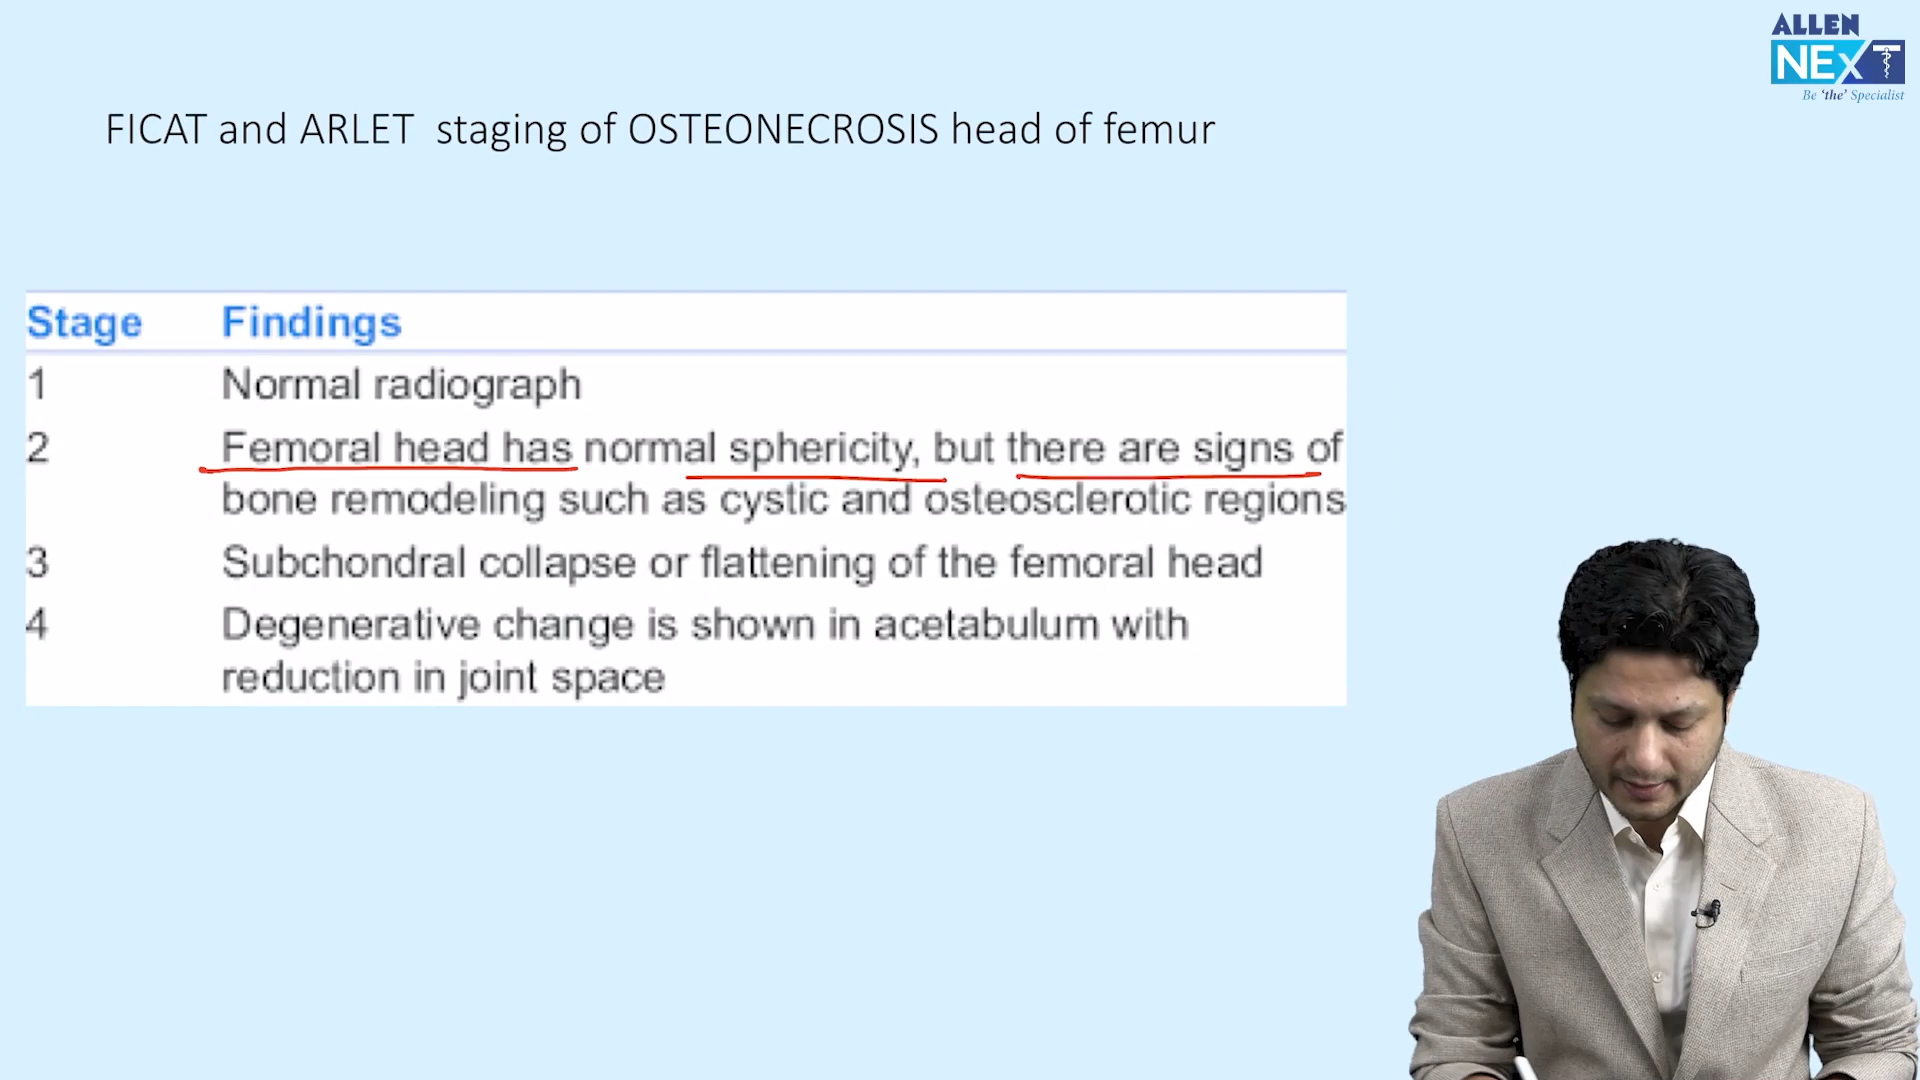 ALLEN
NExT
Be 'the' Specialist
FICAT and ARLET staging of OSTEONECROSIS head of femur
Stage Findings
1 Normal radiograph
2 Femoral head has normal sphericity, but there are signs of
bone remodeling such as cystic and osteosclerotic regions
3 Subchondral collapse or flattening of the femoral head
4 Degenerative change is shown in acetabulum with
reduction in joint space